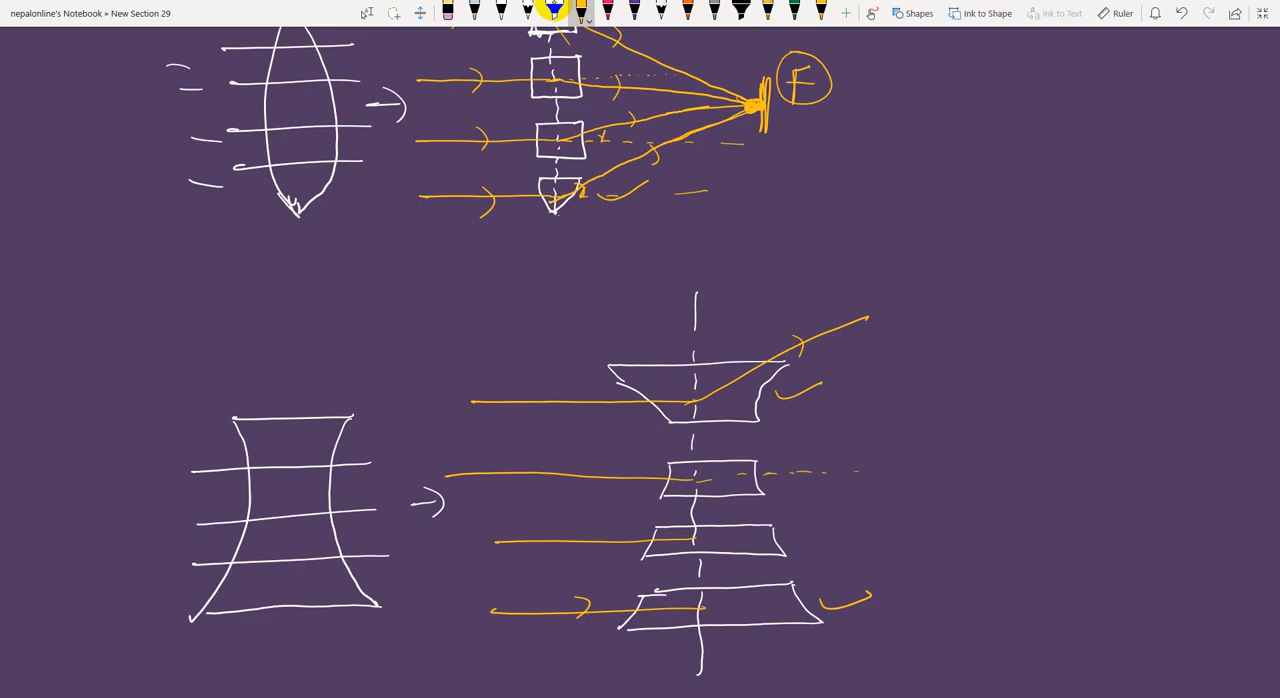 nepalonline's Notebook » New Section 29
Shapes
Ink to Shape
Ink to Text
Ruler
F